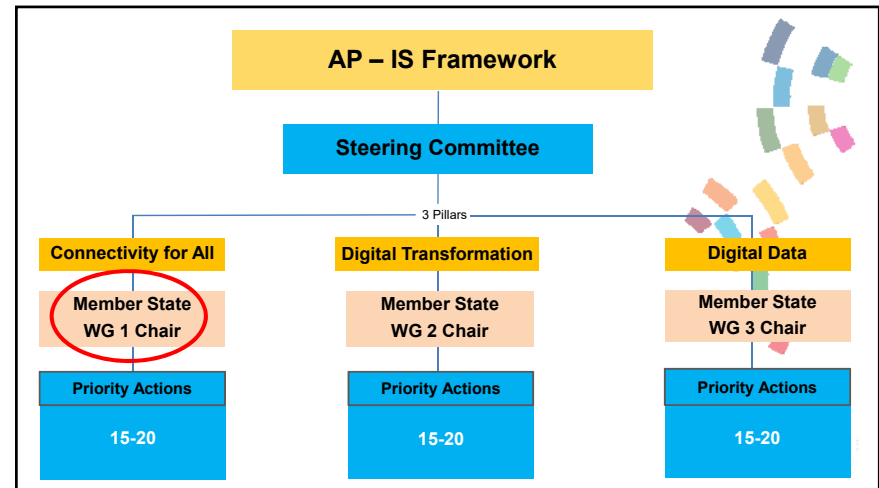 AP – IS Framework
Steering Committee
3 Pillars
Connectivity for All
Digital Transformation
Digital Data
Member State
WG 1 Chair
Member State
WG 2 Chair
Member State
WG 3 Chair
Priority Actions
Priority Actions
Priority Actions
15-20
15-20
15-20